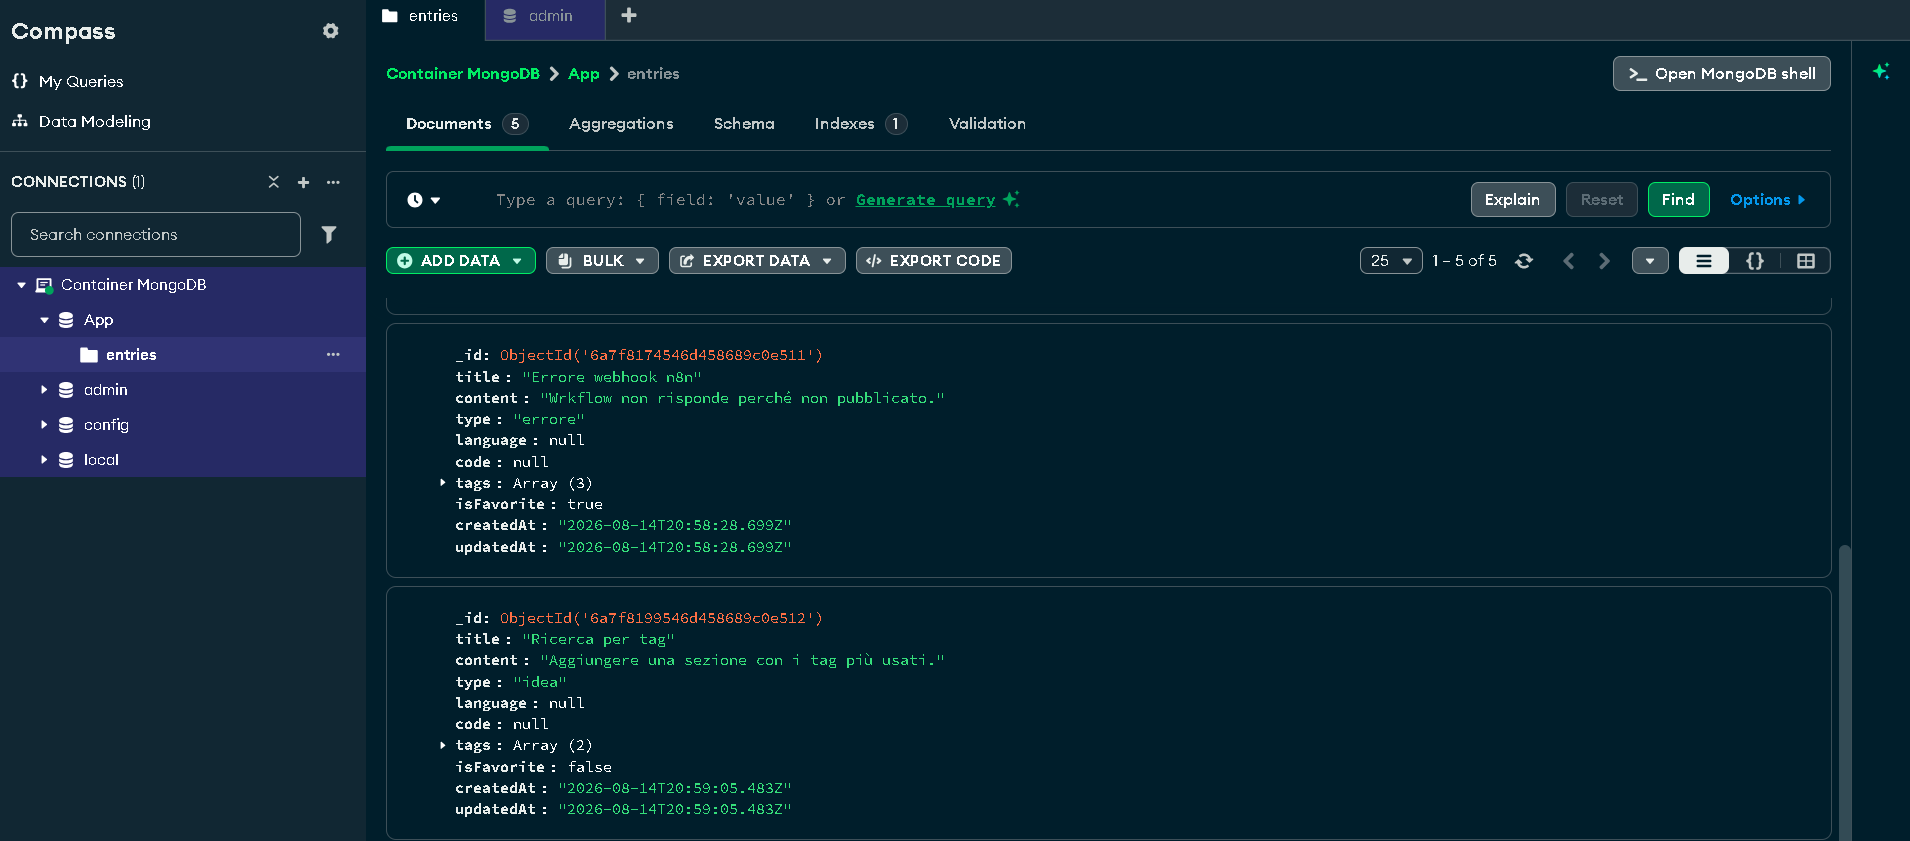 Compass
My Queries
Data Modeling
CONNECTIONS (1)
Search connections
Container MongoDB
App
entries
admin
config
local
entries
admin
Container MongoDB > App > entries
>_ Open MongoDB shell
Documents 5
Aggregations
Schema
Indexes 1
Validation
Type a query: { field: 'value' } or Generate query
Explain
Reset
Find
Options
ADD DATA
BULK
EXPORT DATA
EXPORT CODE
25
1 – 5 of 5
_id: ObjectId('6a7f8174546d458689c0e511')
title : "Errore webhook n8n"
content : "Wrkflow non risponde perché non pubblicato."
type : "errore"
language : null
code : null
tags : Array (3)
isFavorite : true
createdAt : "2026-08-14T20:58:28.699Z"
updatedAt : "2026-08-14T20:58:28.699Z"
_id: ObjectId('6a7f8199546d458689c0e512')
title : "Ricerca per tag"
content : "Aggiungere una sezione con i tag più usati."
type : "idea"
language : null
code : null
tags : Array (2)
isFavorite : false
createdAt : "2026-08-14T20:59:05.483Z"
updatedAt : "2026-08-14T20:59:05.483Z"